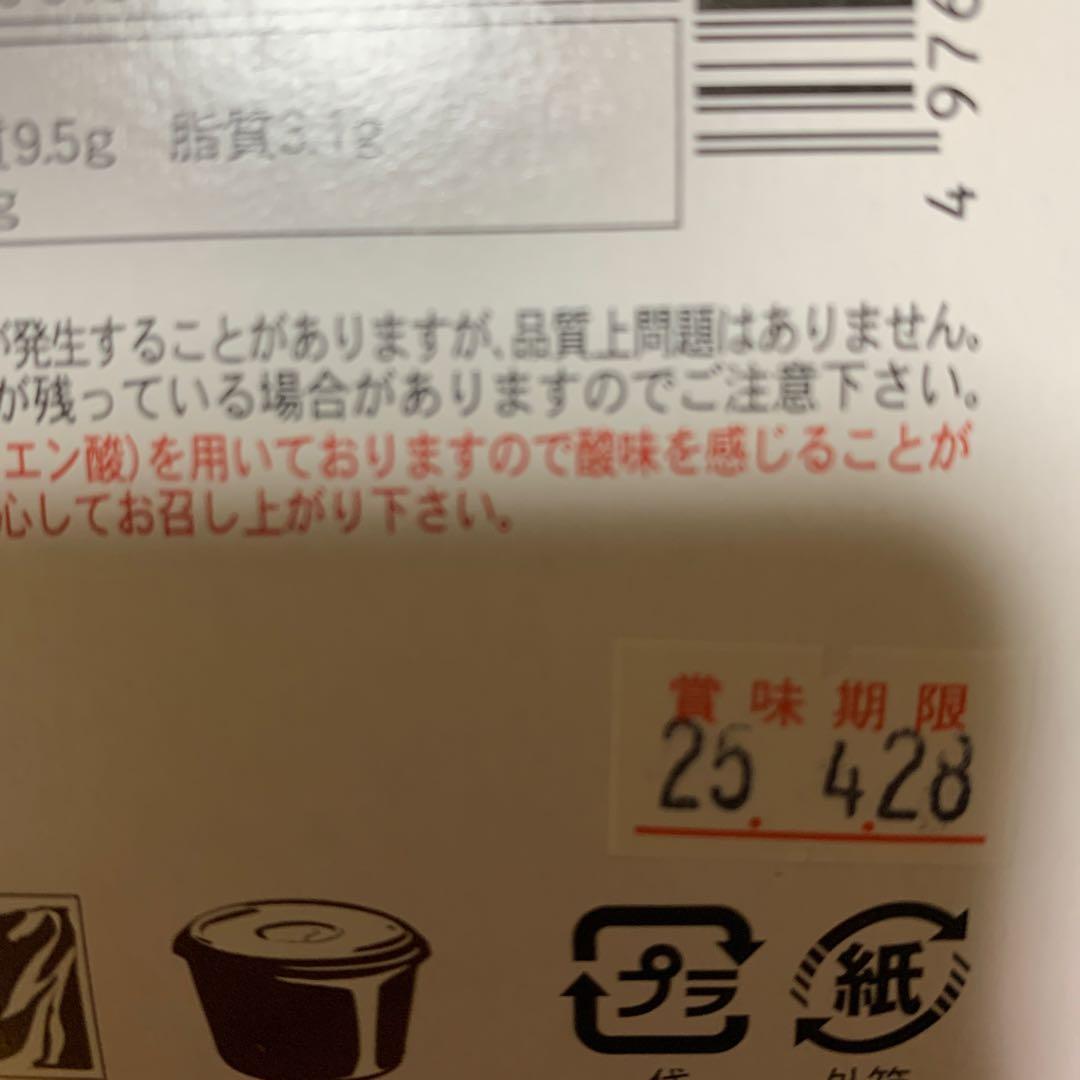 9764
質9.5g 脂質3.1g
g
が発生することがありますが、品質上問題はありません。
が残っている場合がありますのでご注意下さい。
エン酸)を用いておりますので酸味を感じることが
心してお召し上がり下さい。
賞味期限
25. 4.28
プラ
紙